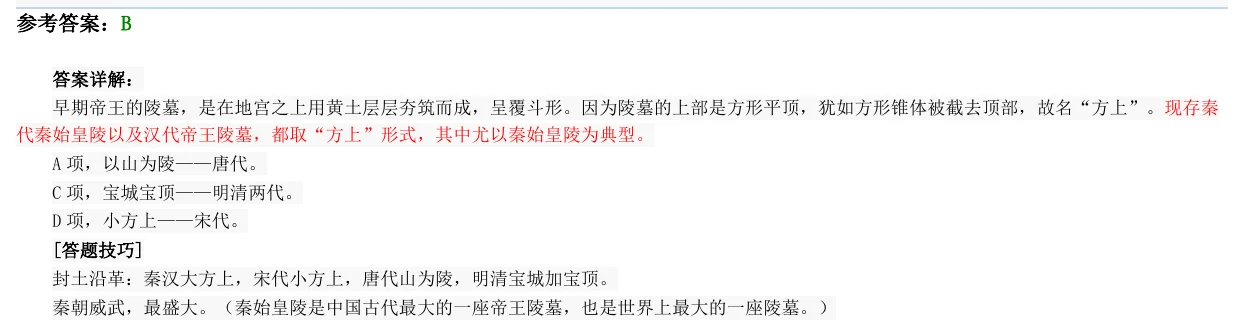 参考答案：B
答案详解：
早期帝王的陵墓，是在地宫之上用黄土层层夯筑而成，呈覆斗形。因为陵墓的上部是方形平顶，犹如方形锥体被截去顶部，故名“方上”。现存秦
代秦始皇陵以及汉代帝王陵墓，都取“方上”形式，其中尤以秦始皇陵为典型。
A 项，以山为陵——唐代。
C 项，宝城宝顶——明清两代。
D 项，小方上——宋代。
[答题技巧]
封土沿革：秦汉大方上，宋代小方上，唐代山为陵，明清宝城加宝顶。
秦朝威武，最盛大。（秦始皇陵是中国古代最大的一座帝王陵墓，也是世界上最大的一座陵墓。）